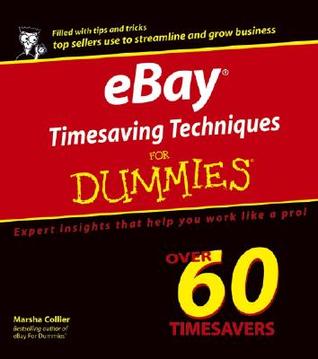 Filled with tips and tricks
top sellers use to streamline and grow business
eBay®
Timesaving Techniques
FOR
DUMMIES®
Expert insights that help you work like a pro!
OVER
60
TIMESAVERS
Marsha Collier
Bestselling author of
eBay For Dummies!